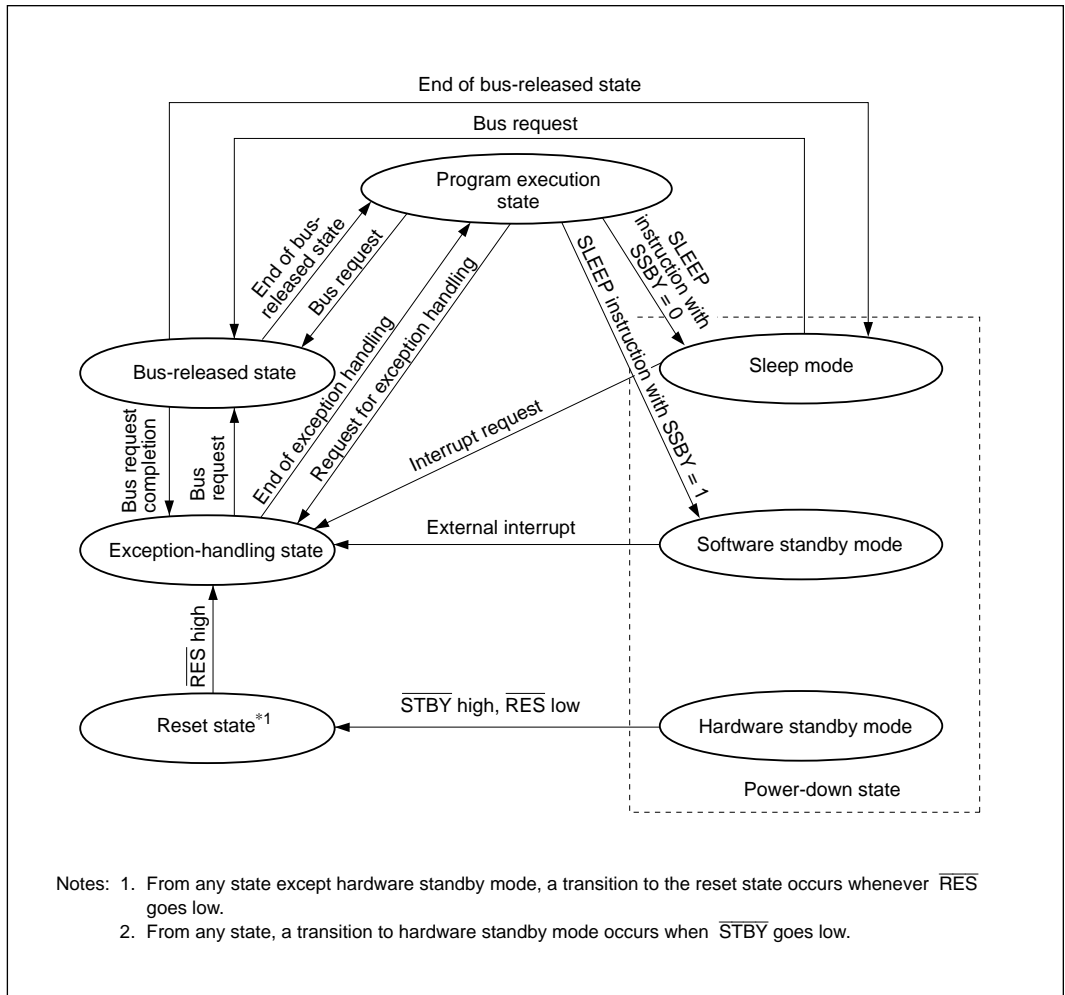 End of bus-released state
Bus request
Program execution
state
End of bus-
released state
Bus request
SLEEP
instruction with
SSBY = 0
SLEEP instruction with SSBY = 1
Bus-released state
Sleep mode
End of exception handling
Request for exception handling
Interrupt request
Bus request
completion
Bus
request
Exception-handling state
External interrupt
Software standby mode
R̅E̅S̅ high
Reset state*1
S̅T̅B̅Y̅ high, R̅E̅S̅ low
Hardware standby mode
Power-down state
Notes: 1. From any state except hardware standby mode, a transition to the reset state occurs whenever R̅E̅S̅
goes low.
2. From any state, a transition to hardware standby mode occurs when S̅T̅B̅Y̅ goes low.